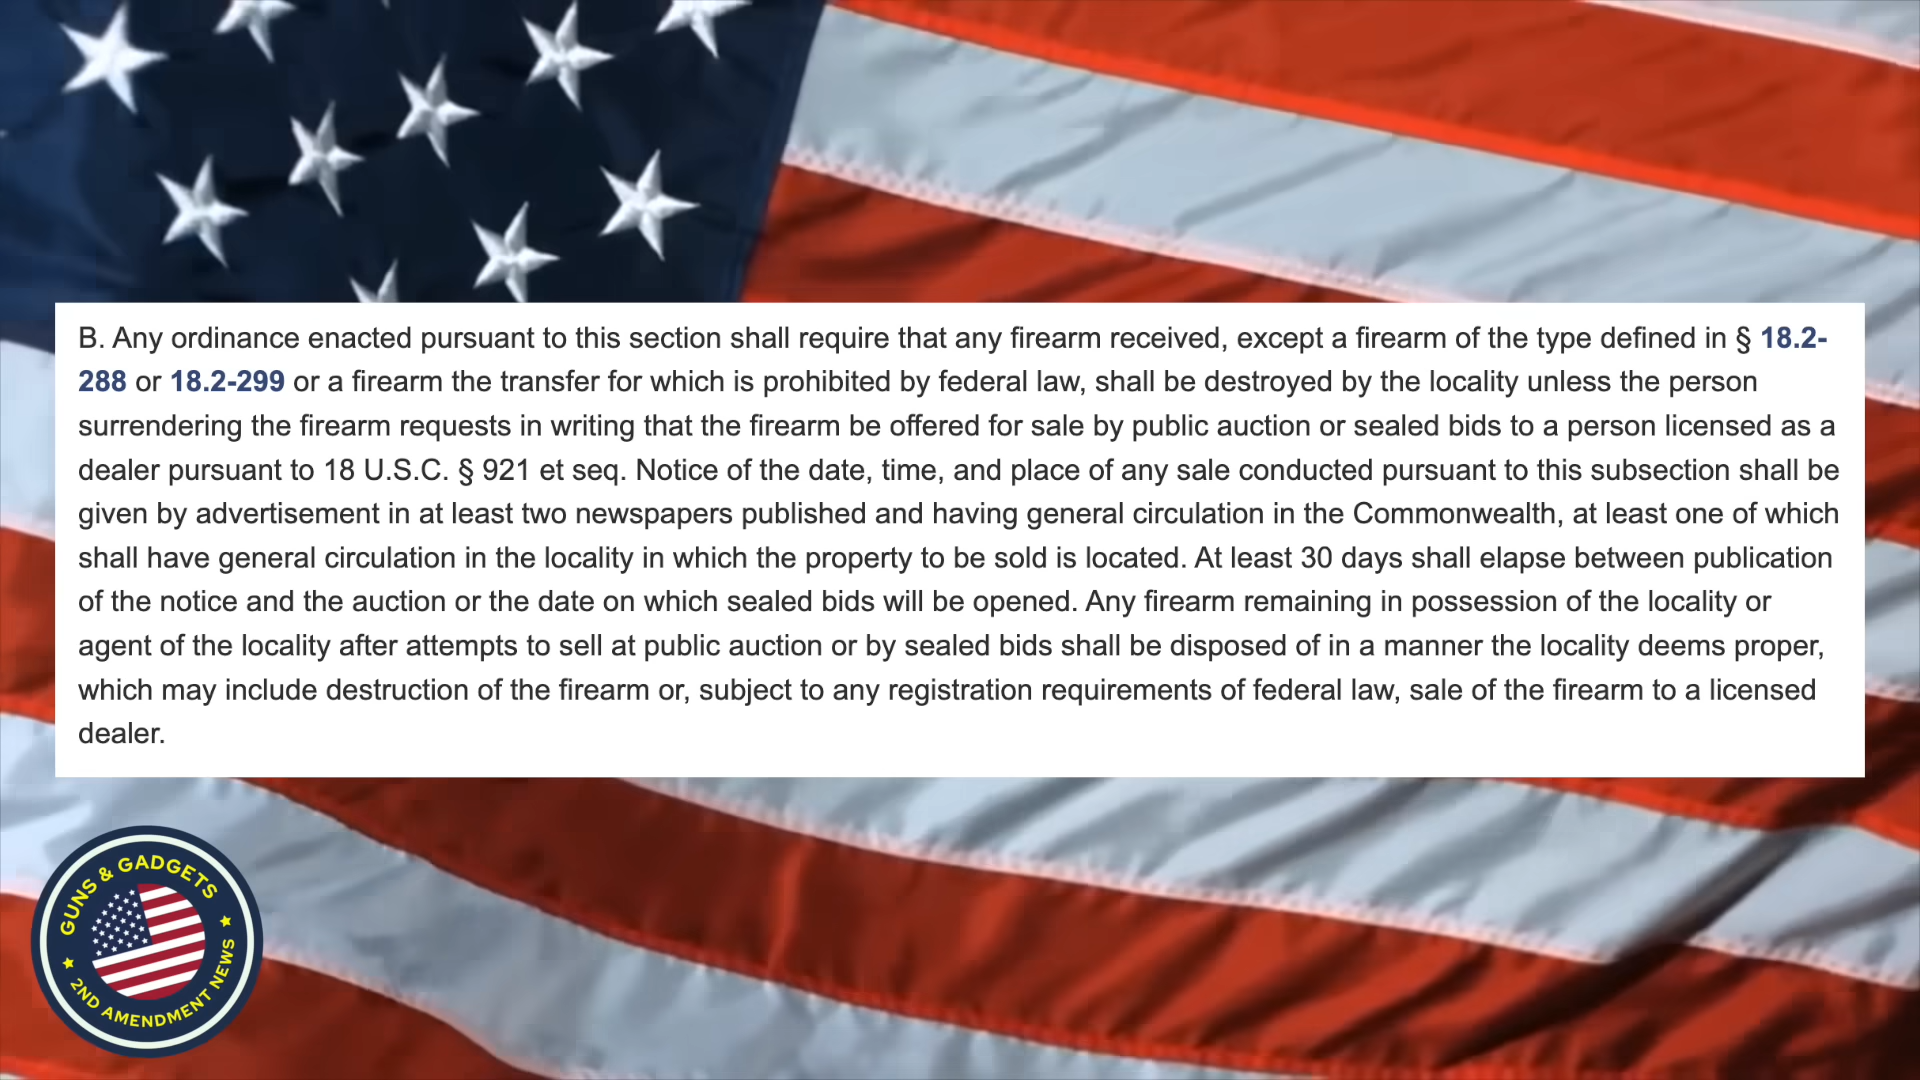 B. Any ordinance enacted pursuant to this section shall require that any firearm received, except a firearm of the type defined in § 18.2-
288 or 18.2-299 or a firearm the transfer for which is prohibited by federal law, shall be destroyed by the locality unless the person
surrendering the firearm requests in writing that the firearm be offered for sale by public auction or sealed bids to a person licensed as a
dealer pursuant to 18 U.S.C. § 921 et seq. Notice of the date, time, and place of any sale conducted pursuant to this subsection shall be
given by advertisement in at least two newspapers published and having general circulation in the Commonwealth, at least one of which
shall have general circulation in the locality in which the property to be sold is located. At least 30 days shall elapse between publication
of the notice and the auction or the date on which sealed bids will be opened. Any firearm remaining in possession of the locality or
agent of the locality after attempts to sell at public auction or by sealed bids shall be disposed of in a manner the locality deems proper,
which may include destruction of the firearm or, subject to any registration requirements of federal law, sale of the firearm to a licensed
dealer.
GUNS & GADGETS
2ND AMENDMENT NEWS